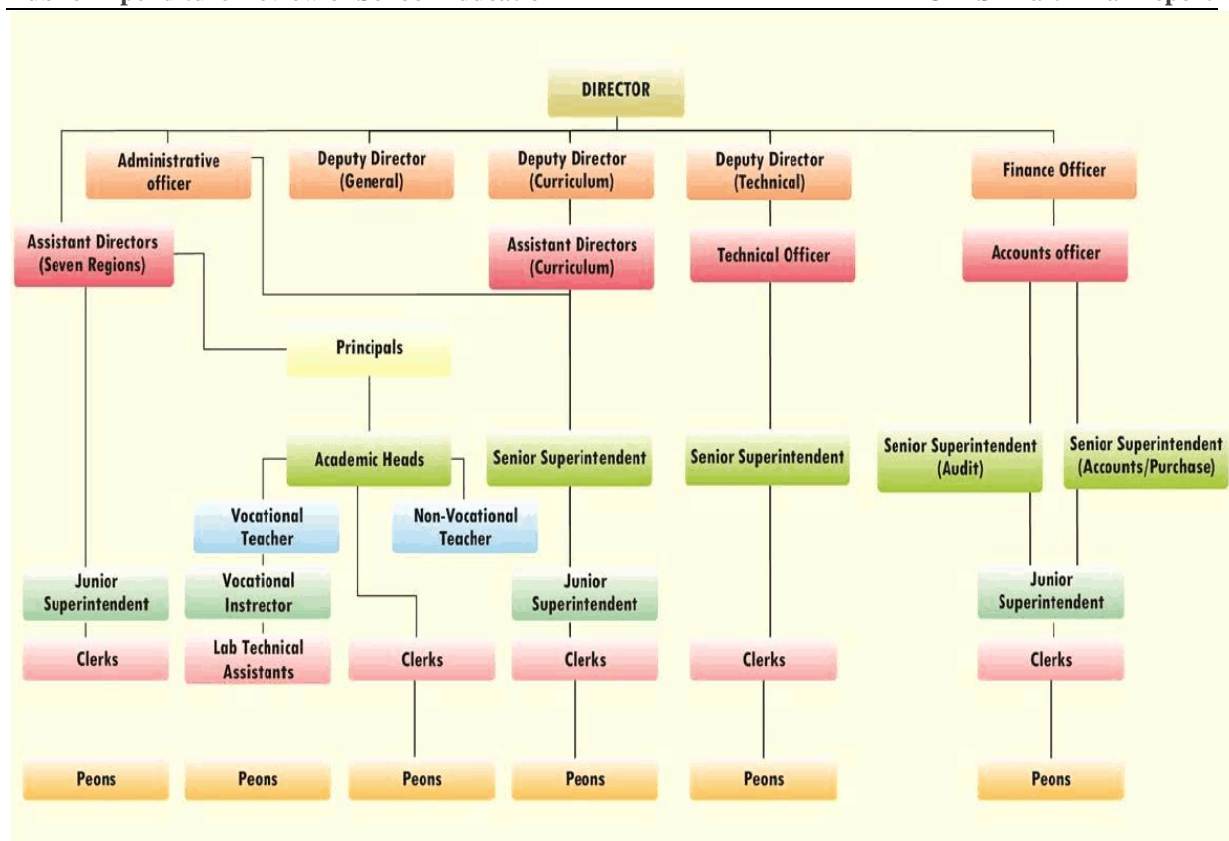 DIRECTOR
Administrative
officer
Deputy Director
(General)
Deputy Director
(Curriculum)
Deputy Director
(Technical)
Finance Officer
Assistant Directors
(Seven Regions)
Assistant Directors
(Curriculum)
Technical Officer
Accounts officer
Principals
Academic Heads
Senior Superintendent
Senior Superintendent
Senior Superintendent
(Audit)
Senior Superintendent
(Accounts/Purchase)
Vocational
Teacher
Non-Vocational
Teacher
Junior
Superintendent
Vocational
Instrector
Junior
Superintendent
Junior
Superintendent
Clerks
Lab Technical
Assistants
Clerks
Clerks
Clerks
Clerks
Peons
Peons
Peons
Peons
Peons
Peons